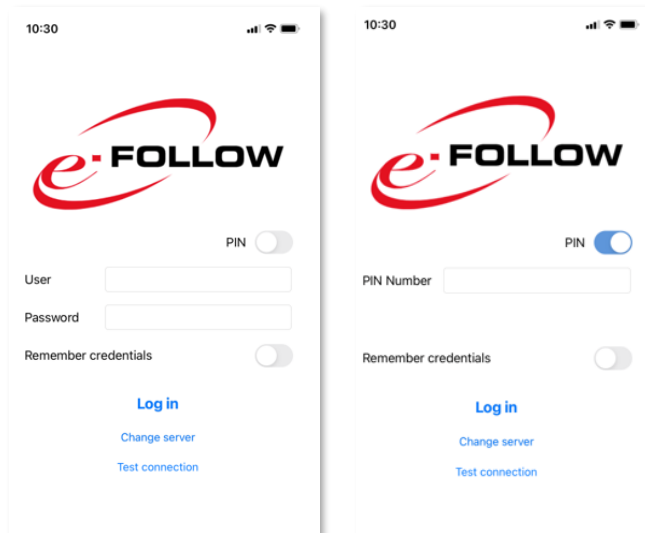 10:30
e-FOLLOW
PIN
User
Password
Remember credentials
Log in
Change server
Test connection
10:30
e-FOLLOW
PIN
PIN Number
Remember credentials
Log in
Change server
Test connection